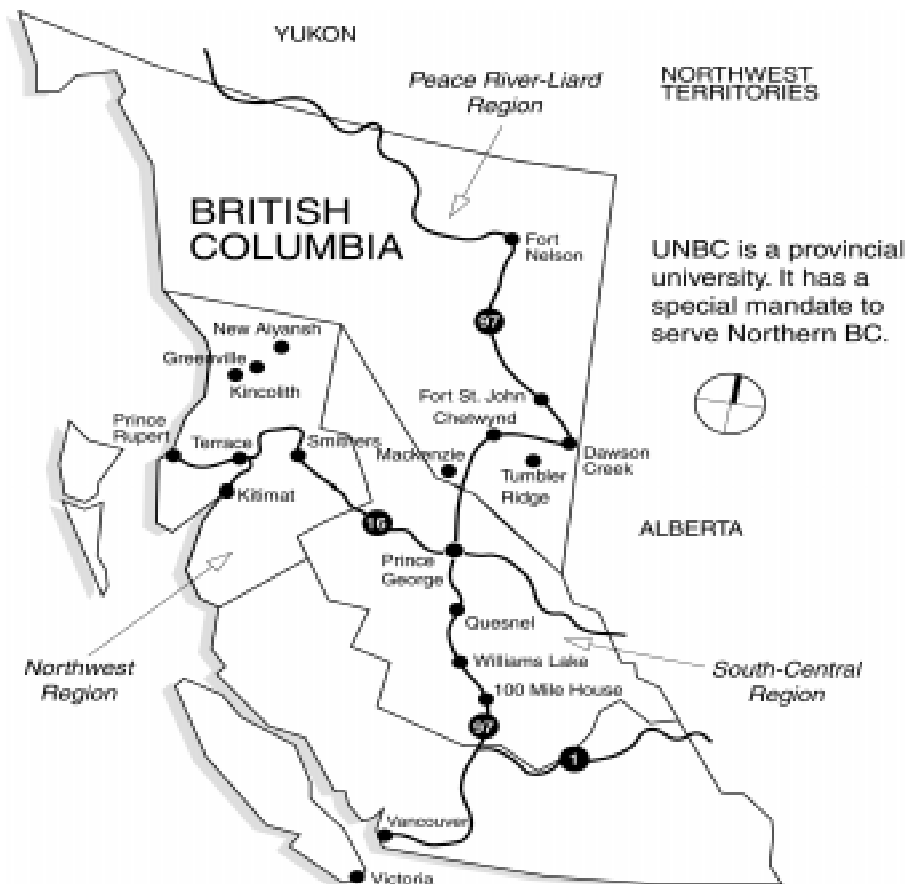 YUKON
Peace River-Liard
Region
NORTHWEST
TERRITORIES
BRITISH
COLUMBIA
Fort
Nelson
UNBC is a provincial
university. It has a
special mandate to
serve Northern BC.
97
New Aiyansh
Greenville
Kincolith
Fort St. John
Chetwynd
Prince
Rupert
Terrace
Smithers
Mackenzie
Dawson
Creek
Tumbler
Ridge
Kitimat
16
ALBERTA
Prince
George
Quesnel
Northwest
Region
Williams Lake
South-Central
Region
100 Mile House
97
1
Vancouver
Victoria